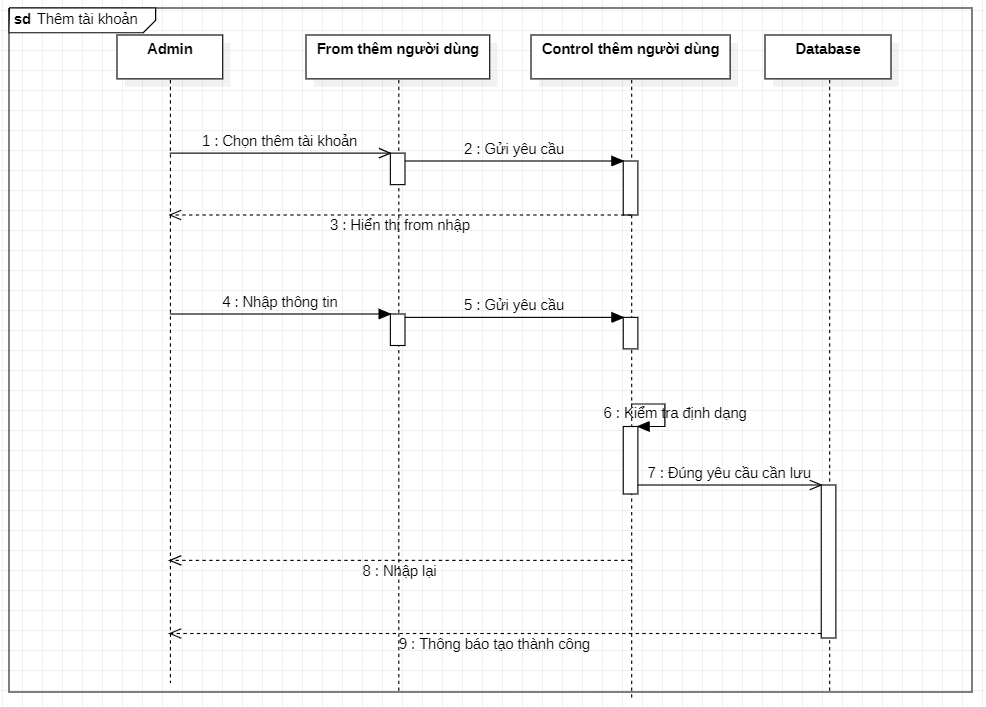 sd Thêm tài khoản
Admin
From thêm người dùng
Control thêm người dùng
Database
1 : Chọn thêm tài khoản
2 : Gửi yêu cầu
3 : Hiển thị from nhập
4 : Nhập thông tin
5 : Gửi yêu cầu
6 : Kiểm tra định dạng
7 : Đúng yêu cầu cần lưu
8 : Nhập lại
9 : Thông báo tạo thành công